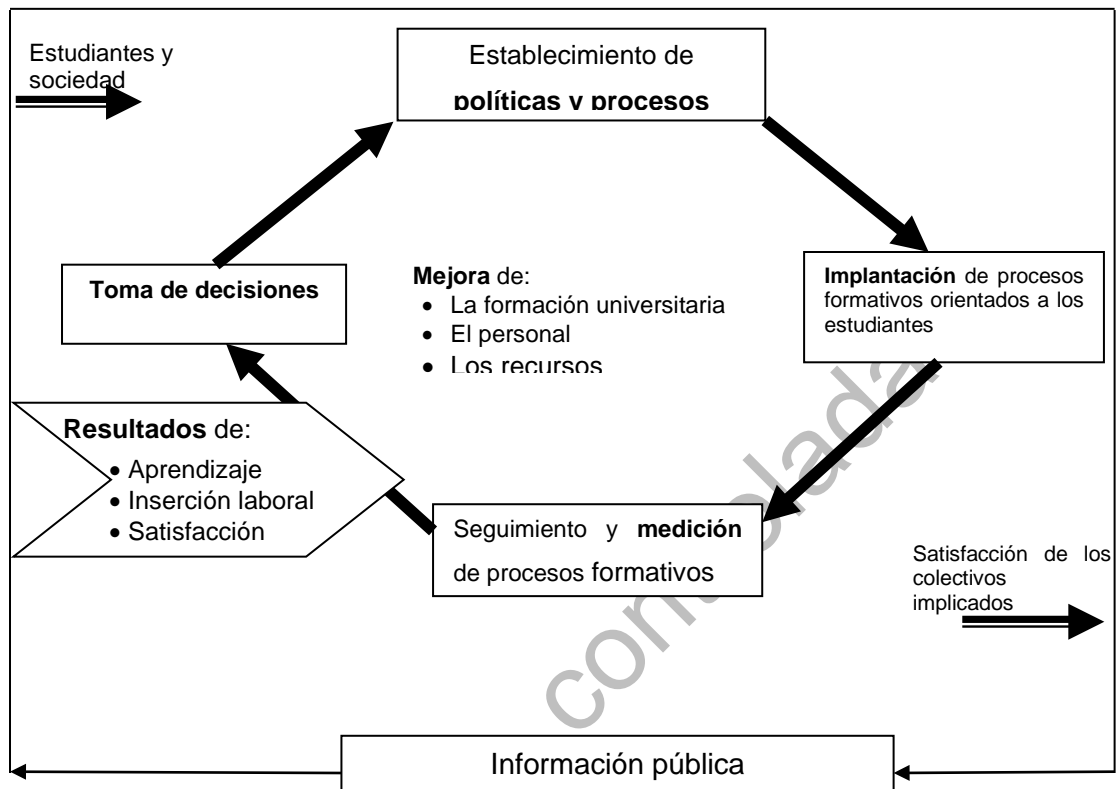 Estudiantes y
sociedad
Establecimiento de
políticas y procesos
Toma de decisiones
Mejora de:
• La formación universitaria
• El personal
• Los recursos
Implantación de procesos
formativos orientados a los
estudiantes
Resultados de:
• Aprendizaje
• Inserción laboral
• Satisfacción
Seguimiento y medición
de procesos formativos
Satisfacción de los
colectivos
implicados
Información pública